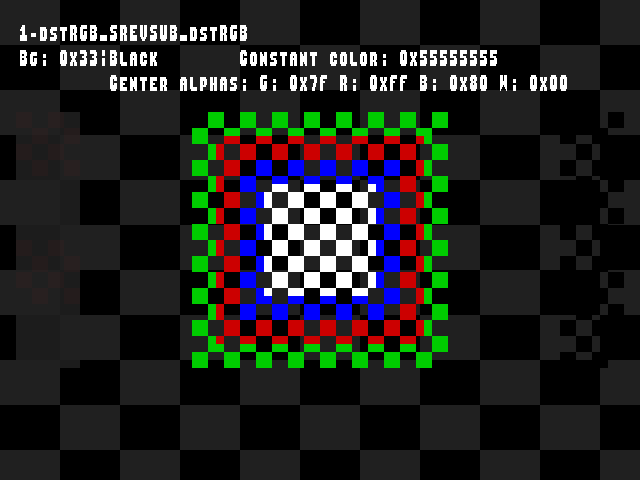 1-dstRGB_SREVSUB_dstRGB
Bg: 0x33¦Black Constant color: 0x55555555
Center alphas: G: 0x7f R: 0xff B: 0x80 W: 0x00